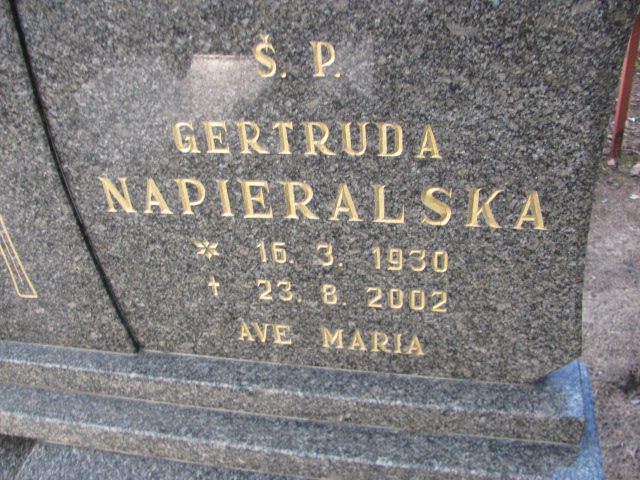 Ś. P.
GERTRUDA
NAPIERALSKA
* 16. 3. 1930
† 23. 8. 2002
AVE MARIA